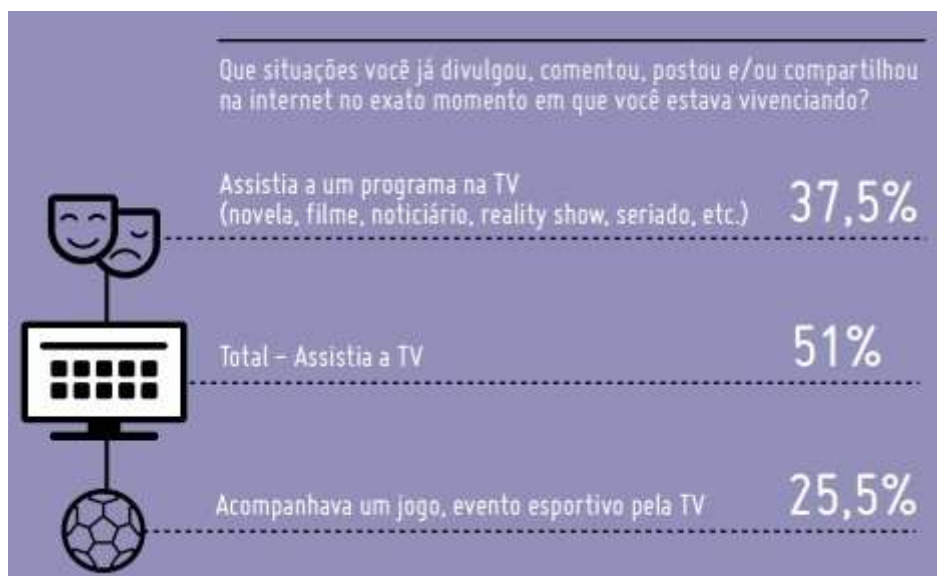 Que situações você já divulgou, comentou, postou e/ou compartilhou
na internet no exato momento em que você estava vivenciando?
Assistia a um programa na TV
(novela, filme, noticiário, reality show, seriado, etc.) 37,5%
Total – Assistia a TV 51%
Acompanhava um jogo, evento esportivo pela TV 25,5%